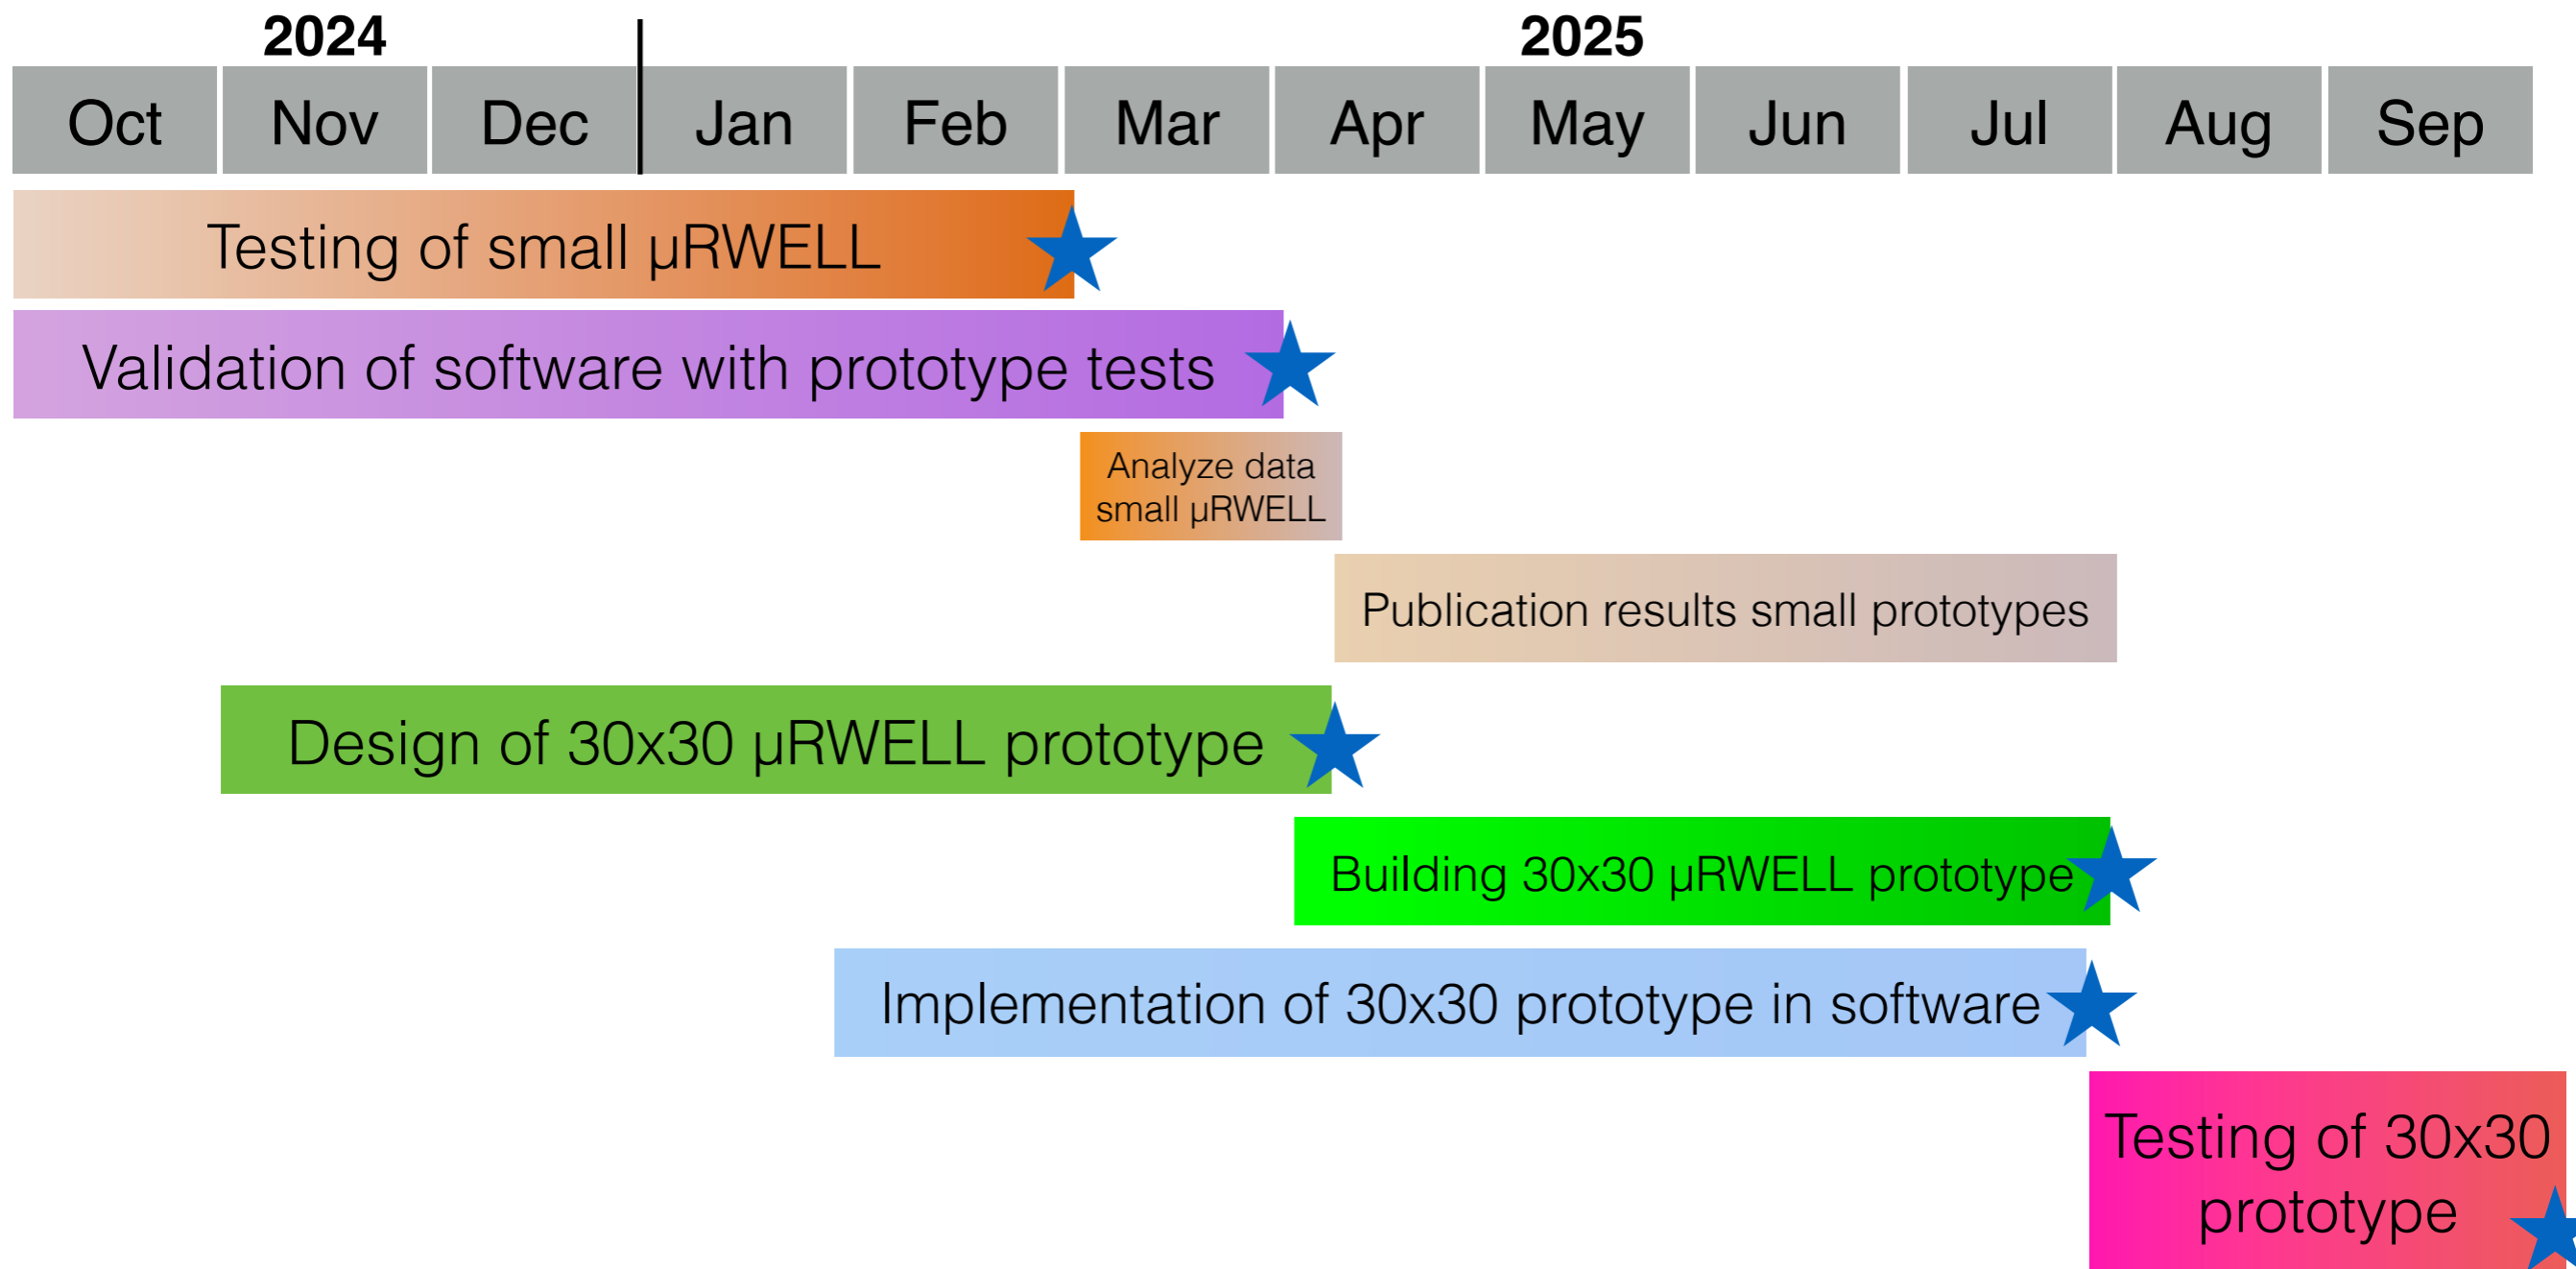 2024 2025
Oct Nov Dec Jan Feb Mar Apr May Jun Jul Aug Sep
Testing of small µRWELL
Validation of software with prototype tests
Analyze data
small µRWELL
Publication results small prototypes
Design of 30x30 µRWELL prototype
Building 30x30 µRWELL prototype
Implementation of 30x30 prototype in software
Testing of 30x30
prototype